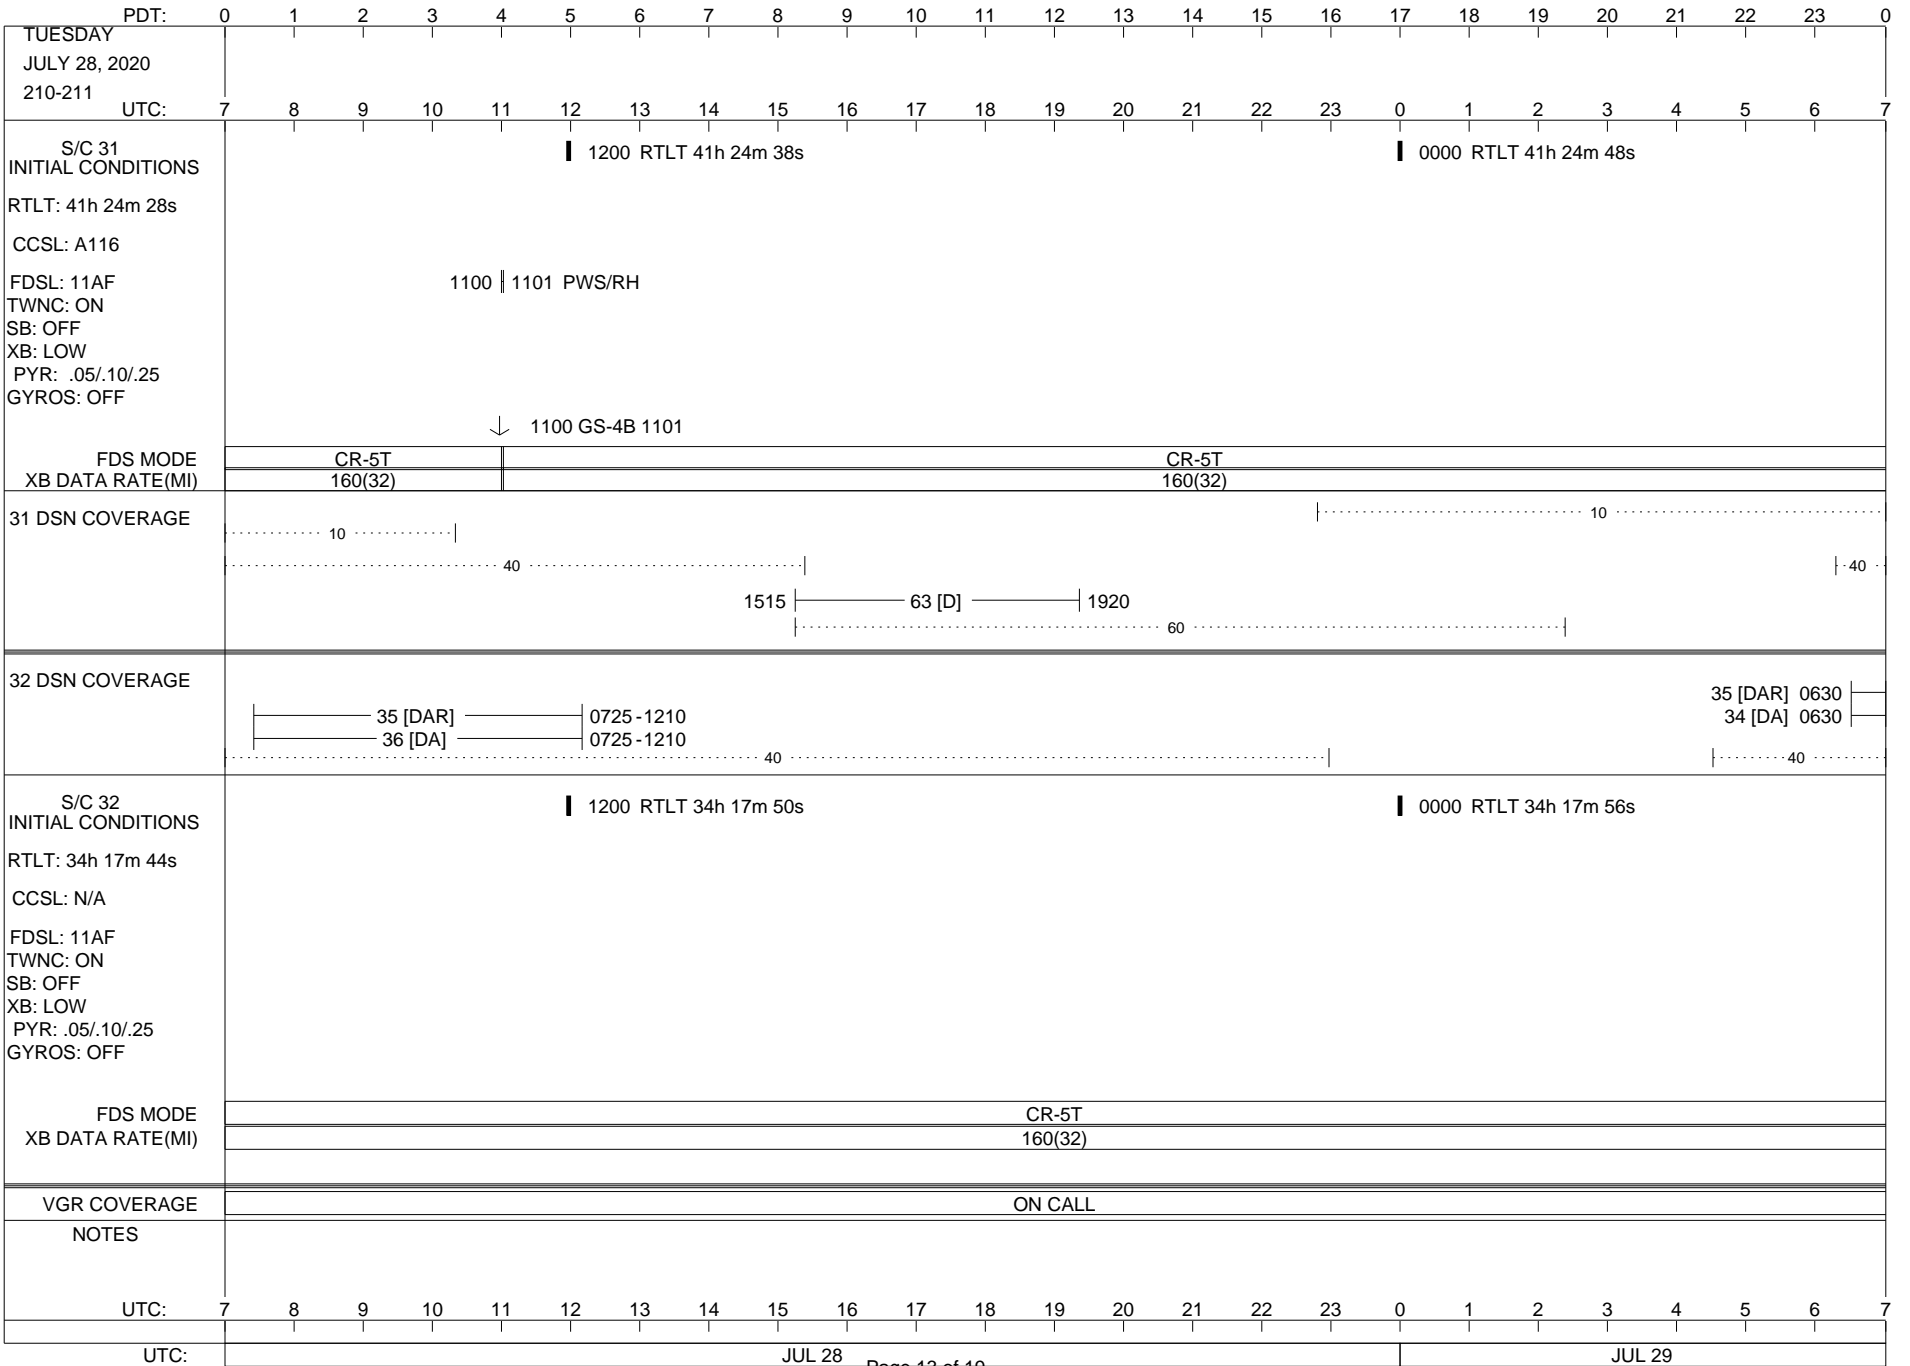 PDT: 0 1 2 3 4 5 6 7 8 9 10 11 12 13 14 15 16 17 18 19 20 21 22 23 0
TUESDAY
JULY 28, 2020
210-211
UTC: 7 8 9 10 11 12 13 14 15 16 17 18 19 20 21 22 23 0 1 2 3 4 5 6 7
S/C 31
INITIAL CONDITIONS
1200 RTLT 41h 24m 38s
0000 RTLT 41h 24m 48s
RTLT: 41h 24m 28s
CCSL: A116
FDSL: 11AF
1100 1101 PWS/RH
TWNC: ON
SB: OFF
XB: LOW
PYR: .05/.10/.25
GYROS: OFF
1100 GS-4B 1101
FDS MODE CR-5T CR-5T
XB DATA RATE(MI) 160(32) 160(32)
31 DSN COVERAGE
10
10
40
40
1515 63 [D] 1920
60
32 DSN COVERAGE
35 [DAR] 0630
35 [DAR] 0725-1210
34 [DA] 0630
36 [DA] 0725-1210
40
40
S/C 32
INITIAL CONDITIONS
1200 RTLT 34h 17m 50s
0000 RTLT 34h 17m 56s
RTLT: 34h 17m 44s
CCSL: N/A
FDSL: 11AF
TWNC: ON
SB: OFF
XB: LOW
PYR: .05/.10/.25
GYROS: OFF
FDS MODE CR-5T
XB DATA RATE(MI) 160(32)
VGR COVERAGE ON CALL
NOTES
UTC: 7 8 9 10 11 12 13 14 15 16 17 18 19 20 21 22 23 0 1 2 3 4 5 6 7
UTC: JUL 28 JUL 29
Page 13 of 19